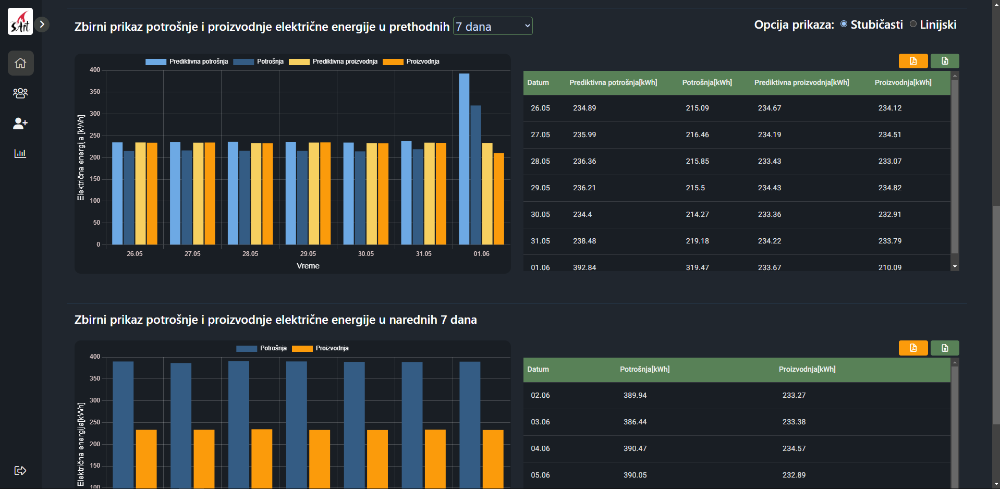 SArt
Zbirni prikaz potrošnje i proizvodnje električne energije u prethodnih 7 dana
Opcija prikaza: Stubičasti Linijski
Prediktivna potrošnja Potrošnja Prediktivna proizvodnja Proizvodnja
400
350
300
250
200
150
100
50
0
Električna energija [kWh]
26.05 27.05 28.05 29.05 30.05 31.05 01.06
Vreme
Datum Prediktivna potrošnja[kWh] Potrošnja[kWh] Prediktivna proizvodnja[kWh] Proizvodnja[kWh]
26.05 234.89 215.09 234.67 234.12
27.05 235.99 216.46 234.19 234.51
28.05 236.36 215.85 233.43 233.07
29.05 236.21 215.5 234.43 234.82
30.05 234.4 214.27 233.36 232.91
31.05 238.48 219.18 234.22 233.79
01.06 392.84 319.47 233.67 210.09
Zbirni prikaz potrošnje i proizvodnje električne energije u narednih 7 dana
Potrošnja Proizvodnja
400
350
300
250
200
150
100
Električna energija[kWh]
Datum Potrošnja[kWh] Proizvodnja[kWh]
02.06 389.94 233.27
03.06 386.44 233.38
04.06 390.47 234.57
05.06 390.05 232.89